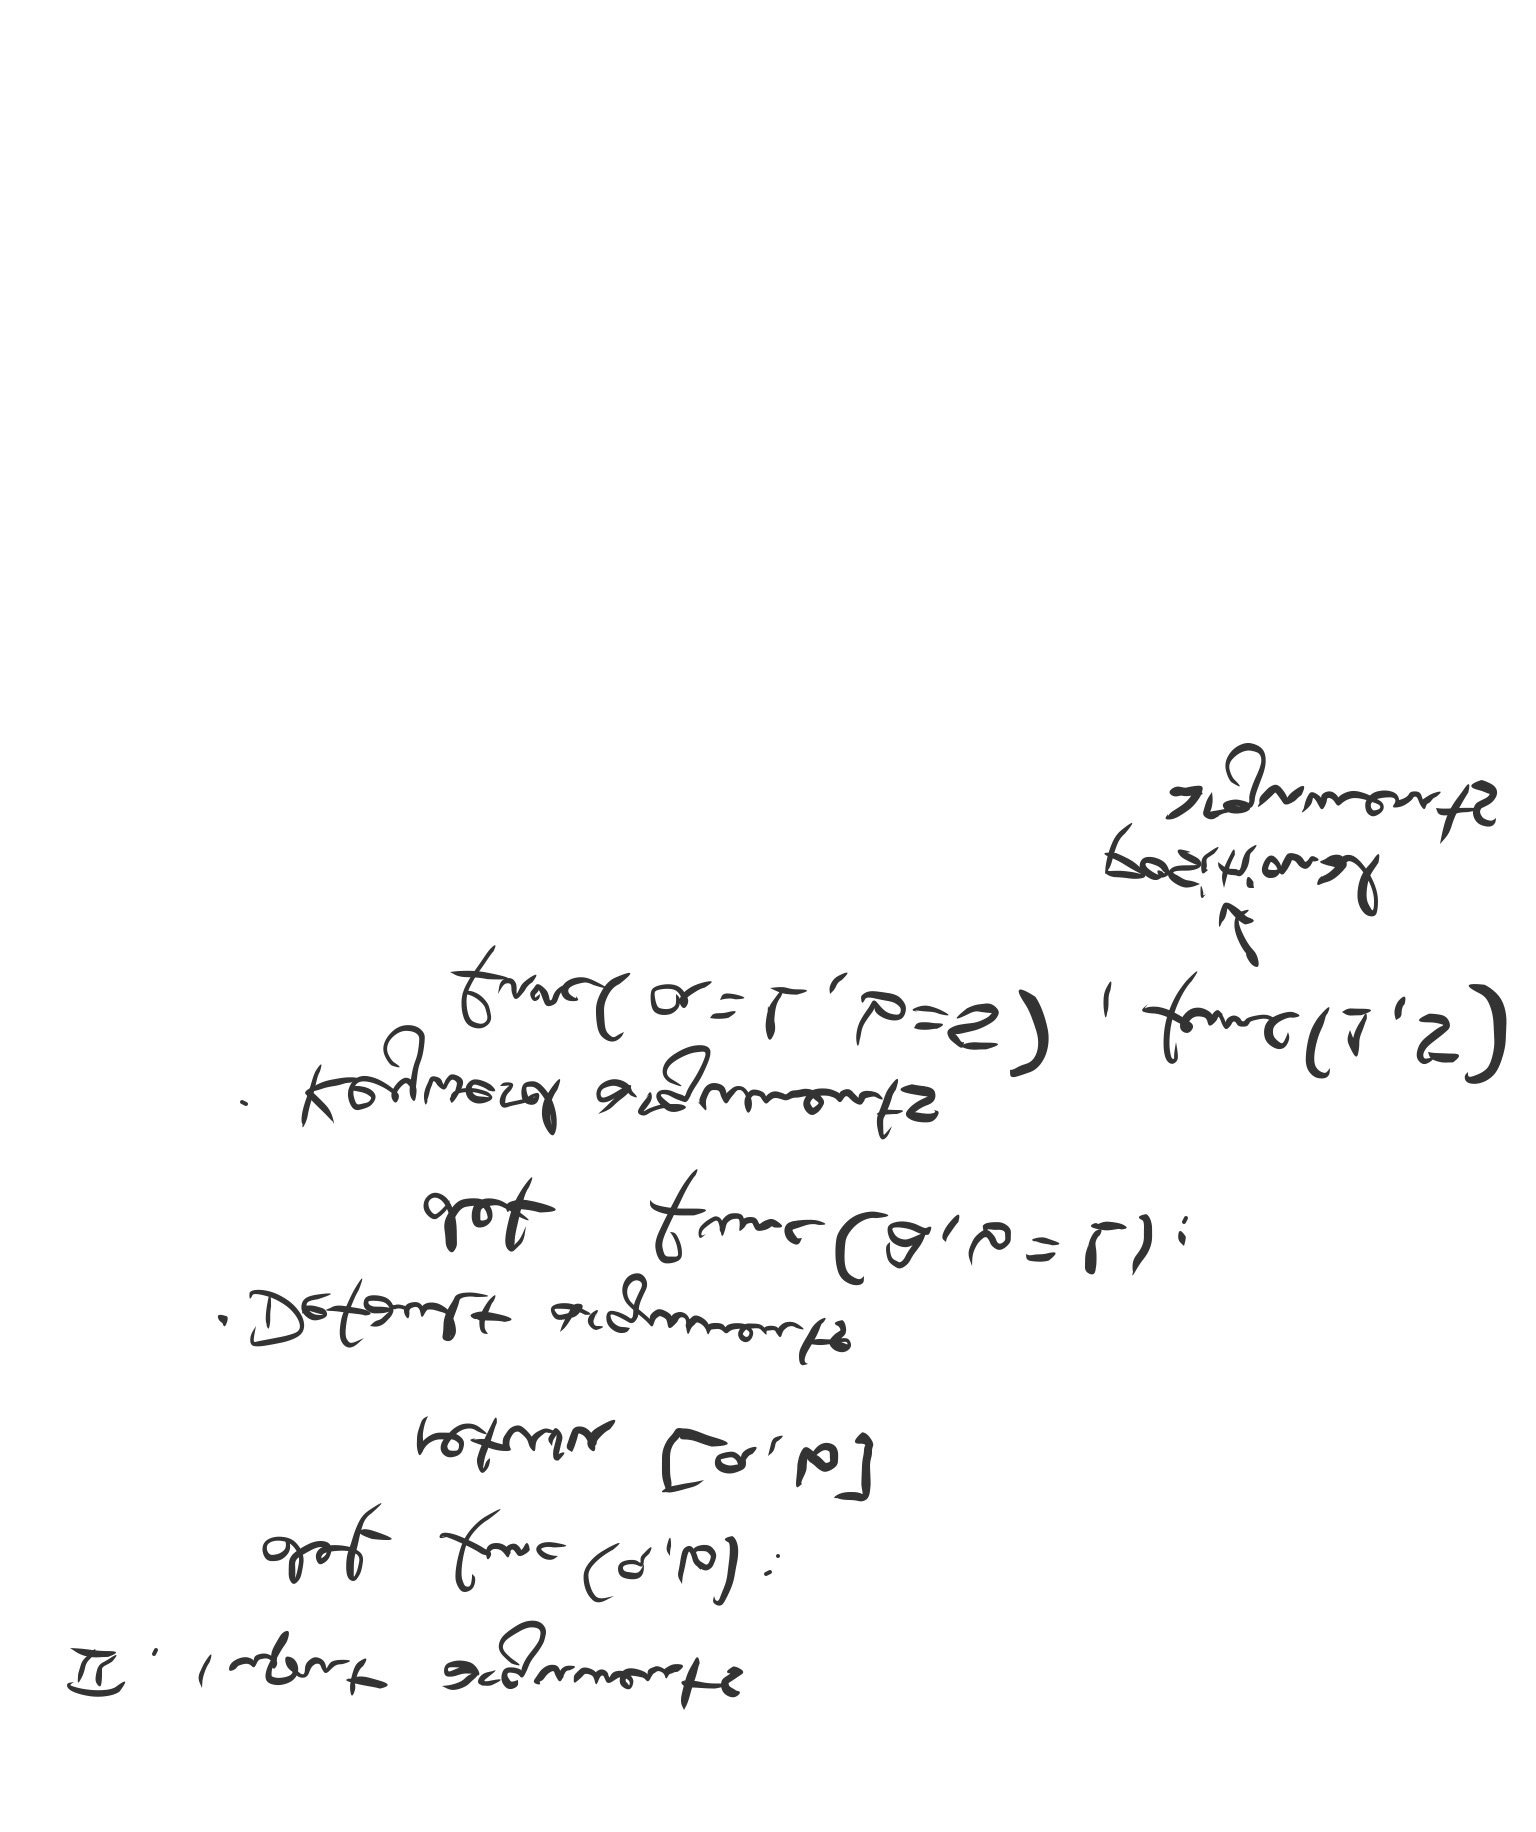 II. Input arguments
def func(a,b):
return [a,b]
· Default arguments
def func(a,b=1):
· Keyword arguments
func(a=1,b=5), func(1,5)
↙
positional
arguments